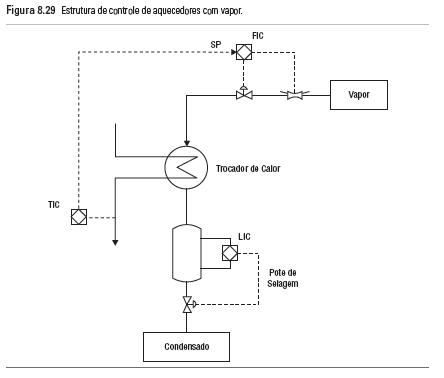 Figura 8.29 Estrutura de controle de aquecedores com vapor.
FIC
SP
Vapor
Trocador de Calor
TIC
LIC
Pote de
Selagem
Condensado